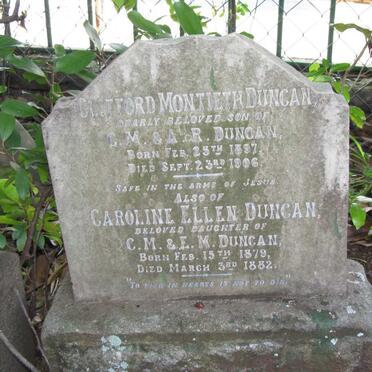 CLIFFORD MONTIETH DUNCAN,
DEARLY BELOVED SON OF
C. M. & A. R. DUNCAN,
BORN FEB. 25TH 1897,
DIED SEPT. 23RD 1906.
SAFE IN THE ARMS OF JESUS.
ALSO OF
CAROLINE ELLEN DUNCAN,
BELOVED DAUGHTER OF
C. M. & E. M. DUNCAN,
BORN FEB. 15TH 1879,
DIED MARCH 3RD 1882.
"TO LIVE IN HEARTS IS NOT TO DIE."